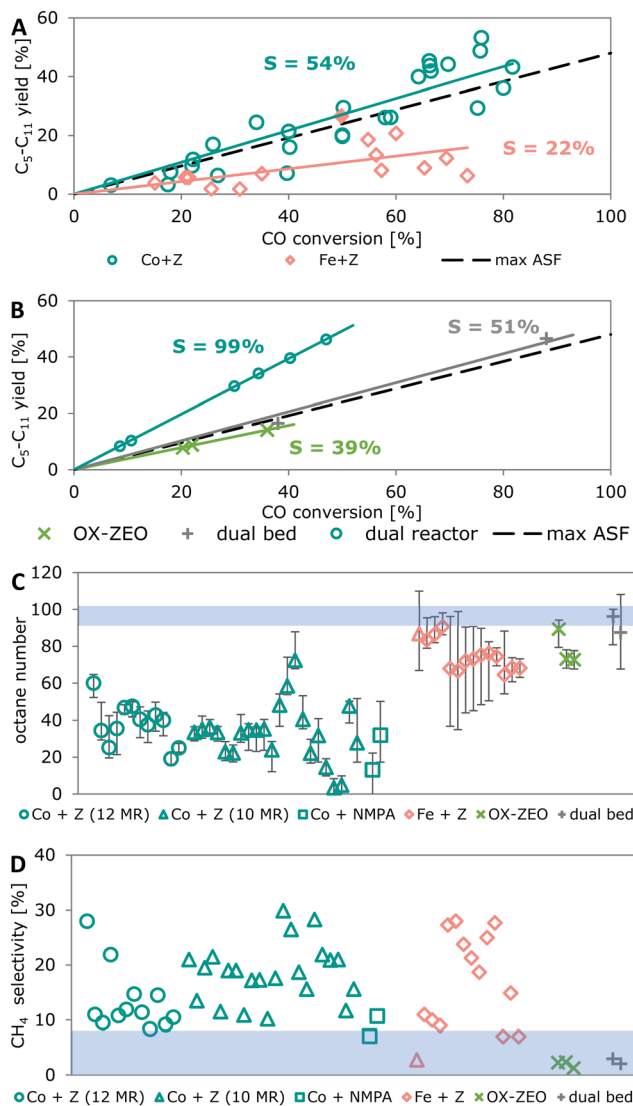 A
C₅-C₁₁ yield [%]
60
40
20
0
S = 54%
S = 22%
0 20 40 60 80 100
CO conversion [%]
Co+Z Fe+Z max ASF
B
C₅-C₁₁ yield [%]
60
40
20
0
S = 99%
S = 51%
S = 39%
0 20 40 60 80 100
CO conversion [%]
OX-ZEO dual bed dual reactor max ASF
C
octane number
120
100
80
60
40
20
0
Co + Z (12 MR) Co + Z (10 MR) Co + NMPA Fe + Z OX-ZEO dual bed
D
CH₄ selectivity [%]
40
30
20
10
0
Co + Z (12 MR) Co + Z (10 MR) Co + NMPA Fe + Z OX-ZEO dual bed